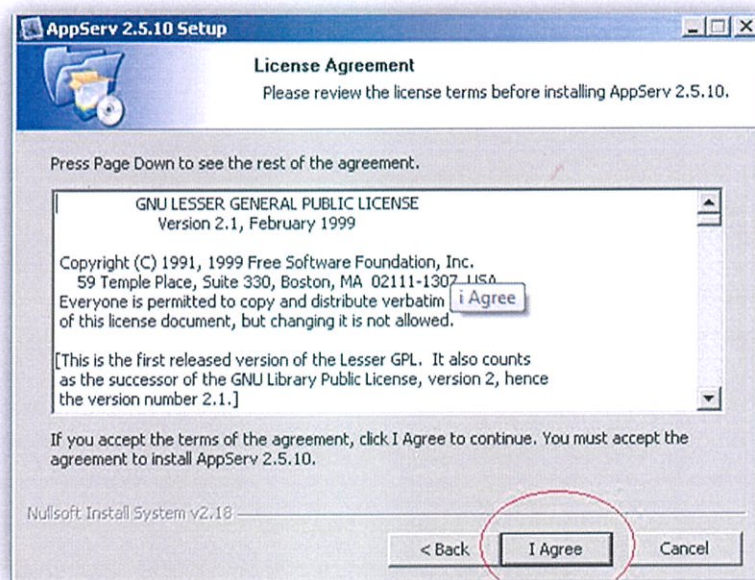 AppServ 2.5.10 Setup
License Agreement
Please review the license terms before installing AppServ 2.5.10.
Press Page Down to see the rest of the agreement.
GNU LESSER GENERAL PUBLIC LICENSE
Version 2.1, February 1999
Copyright (C) 1991, 1999 Free Software Foundation, Inc.
59 Temple Place, Suite 330, Boston, MA 02111-1307 USA
Everyone is permitted to copy and distribute verbatim
i Agree
of this license document, but changing it is not allowed.
[This is the first released version of the Lesser GPL. It also counts
as the successor of the GNU Library Public License, version 2, hence
the version number 2.1.]
If you accept the terms of the agreement, click I Agree to continue. You must accept the
agreement to install AppServ 2.5.10.
Nullsoft Install System v2.18
< Back
I Agree
Cancel